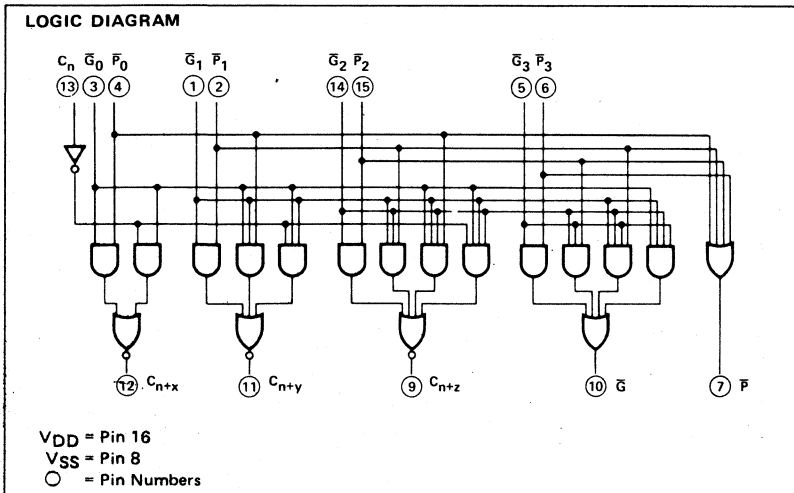 LOGIC DIAGRAM
Cn G̅0 P̅0 G̅1 P̅1 G̅2 P̅2 G̅3 P̅3
13 3 4 1 2 14 15 5 6
12 Cn+x 11 Cn+y 9 Cn+z 10 G̅ 7 P̅
VDD = Pin 16
VSS = Pin 8
○ = Pin Numbers